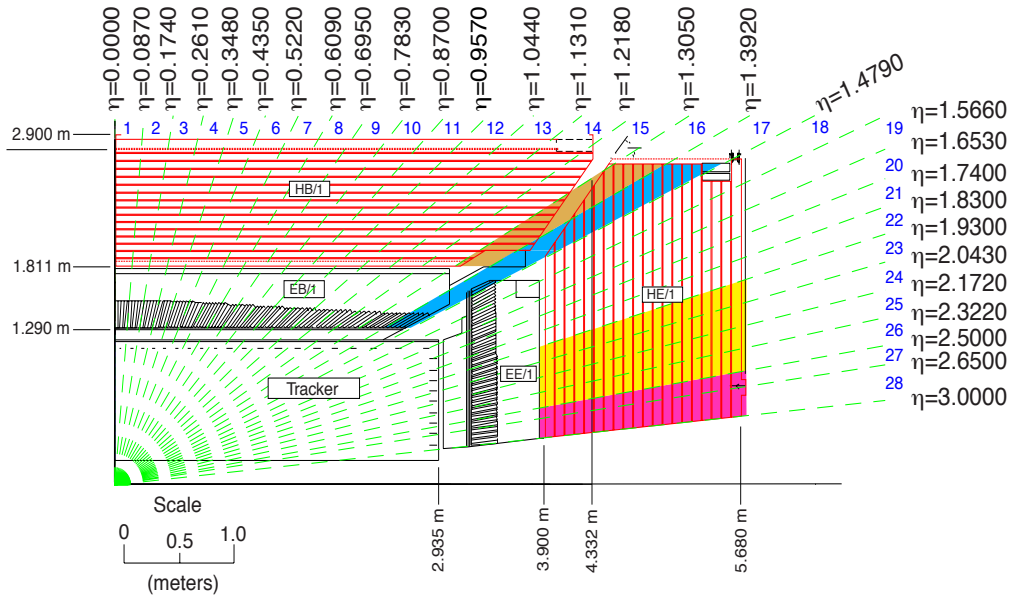 η=0.0000
η=0.0870
η=0.1740
η=0.2610
η=0.3480
η=0.4350
η=0.5220
η=0.6090
η=0.6950
η=0.7830
η=0.8700
η=0.9570
η=1.0440
η=1.1310
η=1.2180
η=1.3050
η=1.3920
η=1.4790
η=1.5660
η=1.6530
η=1.7400
η=1.8300
η=1.9300
η=2.0430
η=2.1720
η=2.3220
η=2.5000
η=2.6500
η=3.0000
1 2 3 4 5 6 7 8 9 10 11 12 13 14 15 16 17 18 19
20
21
22
23
24
25
26
27
28
2.900 m
1.811 m
1.290 m
HB/1
EB/1
HE/1
EE/1
Tracker
2.935 m
3.900 m
4.332 m
5.680 m
Scale
0 0.5 1.0
(meters)